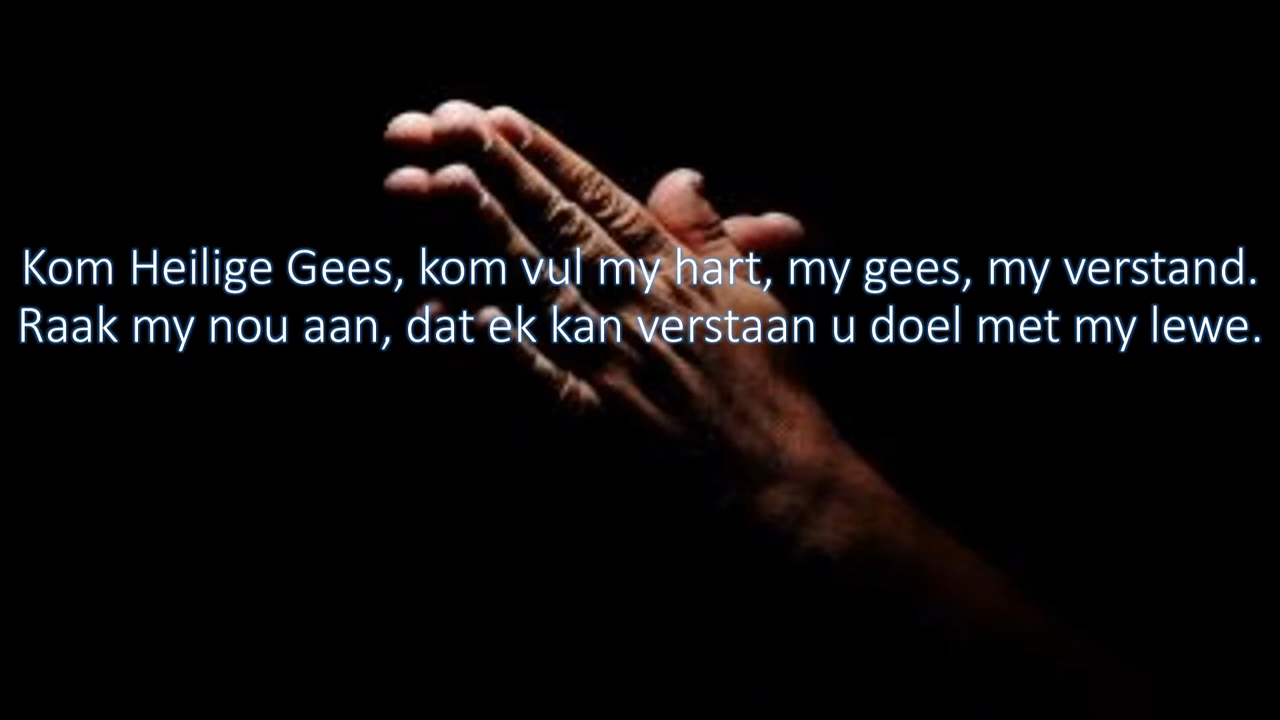 Kom Heilige Gees, kom vul my hart, my gees, my verstand.
Raak my nou aan, dat ek kan verstaan u doel met my lewe.